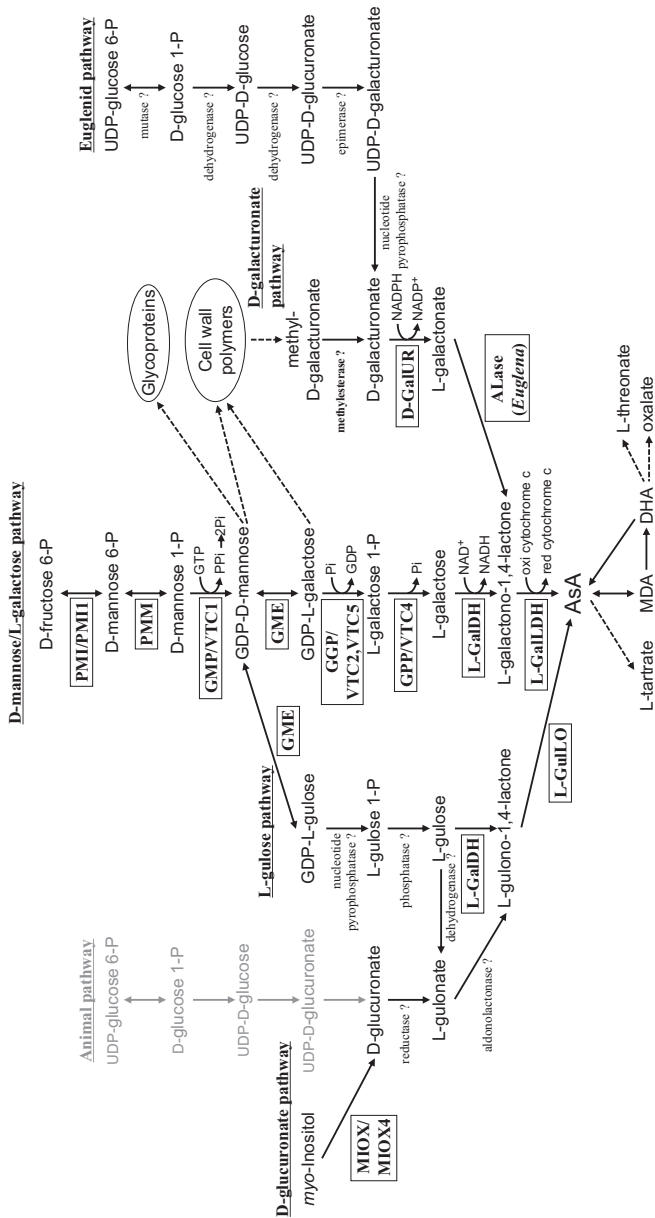 Animal pathway
UDP-glucose 6-P
D-glucose 1-P
UDP-D-glucose
UDP-D-glucuronate
D-glucuronate pathway
myo-Inositol
MIOX/
MIOX4
D-glucuronate
reductase ?
L-gulonate
aldonolactonase ?
L-gulose pathway
GDP-L-gulose
nucleotide
pyrophosphatase ?
L-gulose 1-P
phosphatase ?
L-gulose
dehydrogenase ?
L-GalDH
L-gulono-1,4-lactone
L-GulLO
D-mannose/L-galactose pathway
D-fructose 6-P
PMI/PMI1
D-mannose 6-P
PMM
D-mannose 1-P
GMP/VTC1
GTP
PPi
2Pi
GDP-D-mannose
GME
GME
GDP-L-galactose
GGP/
VTC2,VTC5
Pi
GDP
L-galactose 1-P
GPP/VTC4
Pi
L-galactose
L-GalDH
NAD+
NADH
L-galactono-1,4-lactone
L-GalLDH
oxi cytochrome c
red cytochrome c
AsA
L-tartrate
MDA
DHA
L-threonate
oxalate
Glycoproteins
Cell wall
polymers
D-galacturonate
pathway
methyl-
D-galacturonate
methylesterase ?
D-galacturonate
D-GalUR
NADPH
NADP+
L-galactonate
ALase
(Euglena)
Euglenid pathway
UDP-glucose 6-P
mutase ?
D-glucose 1-P
dehydrogenase ?
UDP-D-glucose
dehydrogenase ?
UDP-D-glucuronate
epimerase ?
UDP-D-galacturonate
nucleotide
pyrophosphatase ?